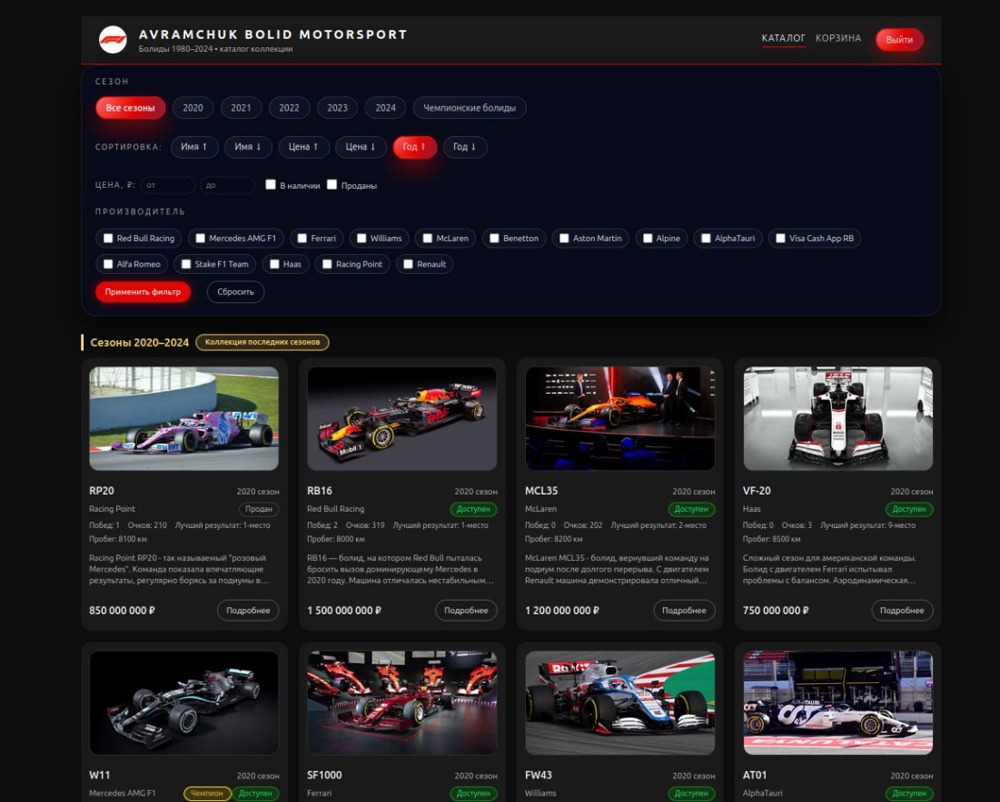 AVRAMCHUK BOLID MOTORSPORT
Болиды 1980–2024 • каталог коллекции
КАТАЛОГ КОРЗИНА Выйти
СЕЗОН
Все сезоны 2020 2021 2022 2023 2024 Чемпионские болиды
СОРТИРОВКА: Имя ↑ Имя ↓ Цена ↑ Цена ↓ Год ↑ Год ↓
ЦЕНА, ₽: от до В наличии Проданы
ПРОИЗВОДИТЕЛЬ
Red Bull Racing Mercedes AMG F1 Ferrari Williams McLaren Benetton Aston Martin Alpine AlphaTauri Visa Cash App RB
Alfa Romeo Stake F1 Team Haas Racing Point Renault
Применить фильтр Сбросить
Сезоны 2020–2024 Коллекция последних сезонов
RP20 2020 сезон
Racing Point Продан
Побед: 1 Очков: 210 Лучший результат: 1-место
Пробег: 8100 км
Racing Point RP20 - так называемый "розовый
Mercedes". Команда показала впечатляющие
результаты, регулярно борясь за подиумы в...
850 000 000 ₽ Подробнее
Mobil 1
RB16 2020 сезон
Red Bull Racing Доступен
Побед: 2 Очков: 319 Лучший результат: 1-место
Пробег: 8000 км
RB16 — болид, на котором Red Bull пыталась
бросить вызов доминирующему Mercedes в
2020 году. Машина отличалась нестабильным...
1 500 000 000 ₽ Подробнее
MCL35 2020 сезон
McLaren Доступен
Побед: 0 Очков: 202 Лучший результат: 2-место
Пробег: 8200 км
McLaren MCL35 - болид, вернувший команду на
подиум после долгого перерыва. С двигателем
Renault машина демонстрировала отличный...
1 200 000 000 ₽ Подробнее
VF-20 2020 сезон
Haas Доступен
Побед: 0 Очков: 3 Лучший результат: 9-место
Пробег: 8500 км
Сложный сезон для американской команды.
Болид с двигателем Ferrari испытывал
проблемы с балансом. Аэродинамическая...
750 000 000 ₽ Подробнее
W11 2020 сезон
Mercedes AMG F1 Чемпион Доступен
SF1000 2020 сезон
Ferrari Доступен
FW43 2020 сезон
Williams Доступен
AT01 2020 сезон
AlphaTauri Доступен